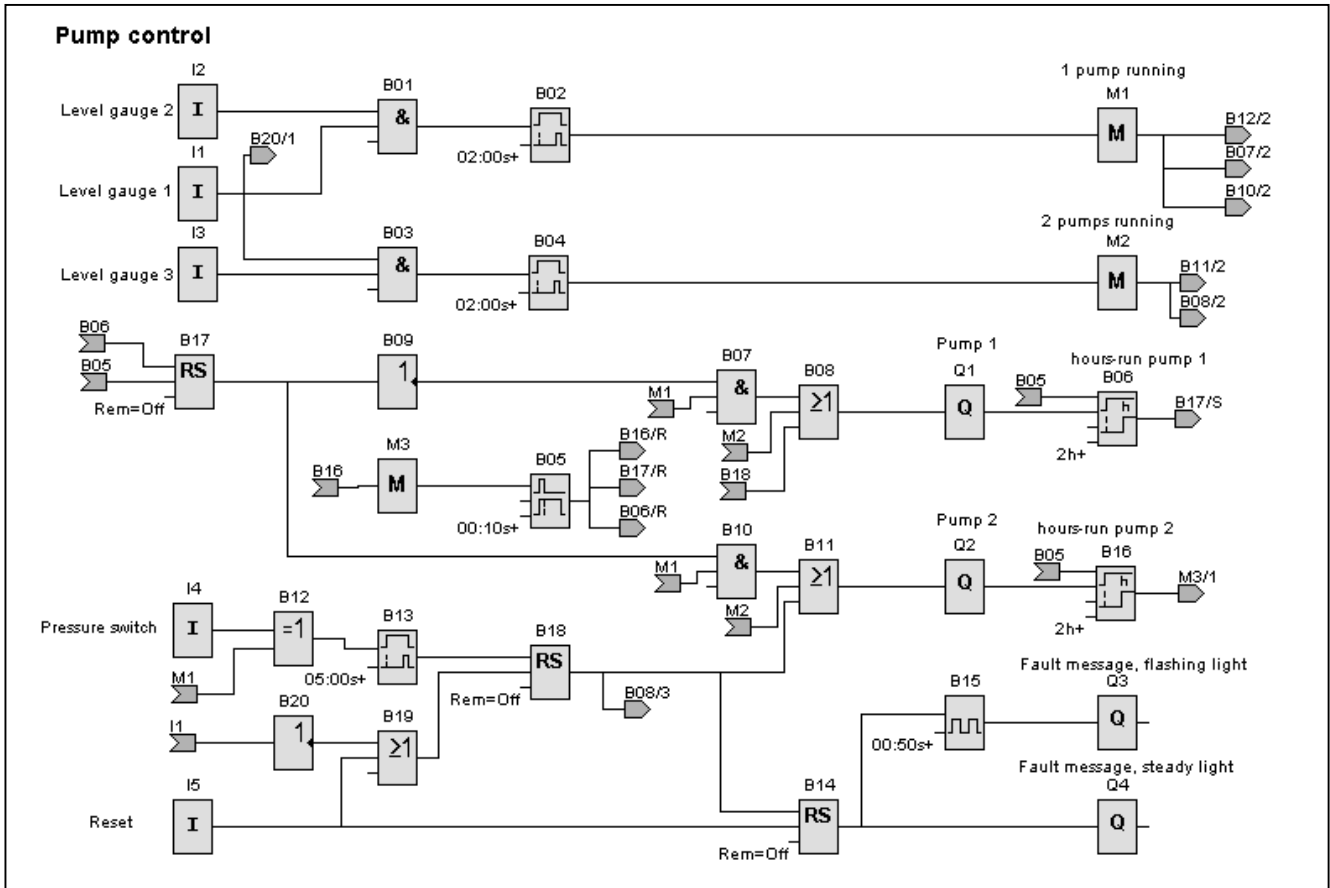 Pump control
I2
Level gauge 2
I
B01
&
B02
02:00s+
1 pump running
M1
M
B12/2
B07/2
B10/2
B20/1
I1
Level gauge 1
I
2 pumps running
I3
Level gauge 3
I
B03
&
B04
02:00s+
M2
M
B11/2
B08/2
B06
B05
B17
RS
Rem=Off
B09
1
B07
&
M1
B08
≥1
M2
B18
Pump 1
Q1
Q
hours-run pump 1
B05
B06
h
2h+
B17/S
B16
M3
M
B05
00:10s+
B16/R
B17/R
B06/R
B10
&
M1
B11
≥1
M2
Pump 2
Q2
Q
hours-run pump 2
B05
B16
h
2h+
M3/1
I4
Pressure switch
I
B12
=1
M1
B13
05:00s+
B18
RS
Rem=Off
B08/3
Fault message, flashing light
B15
00:50s+
Q3
Q
I1
B20
1
B19
≥1
Fault message, steady light
I5
Reset
I
B14
RS
Rem=Off
Q4
Q